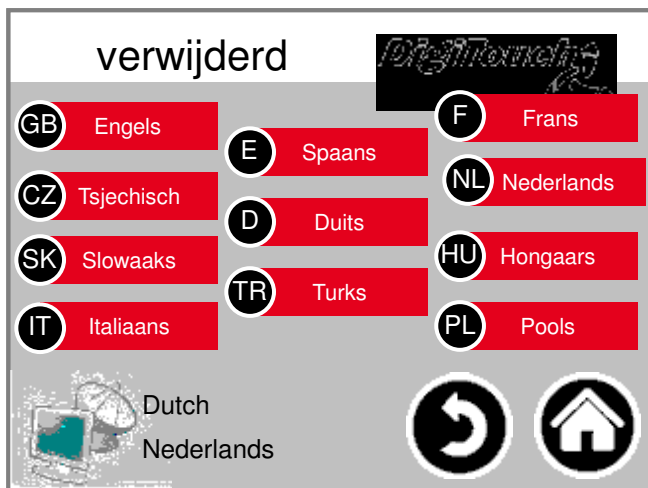 verwijderd
DigiTouch
GB Engels
F Frans
E Spaans
NL Nederlands
CZ Tsjechisch
D Duits
SK Slowaaks
HU Hongaars
TR Turks
IT Italiaans
PL Pools
Dutch
Nederlands